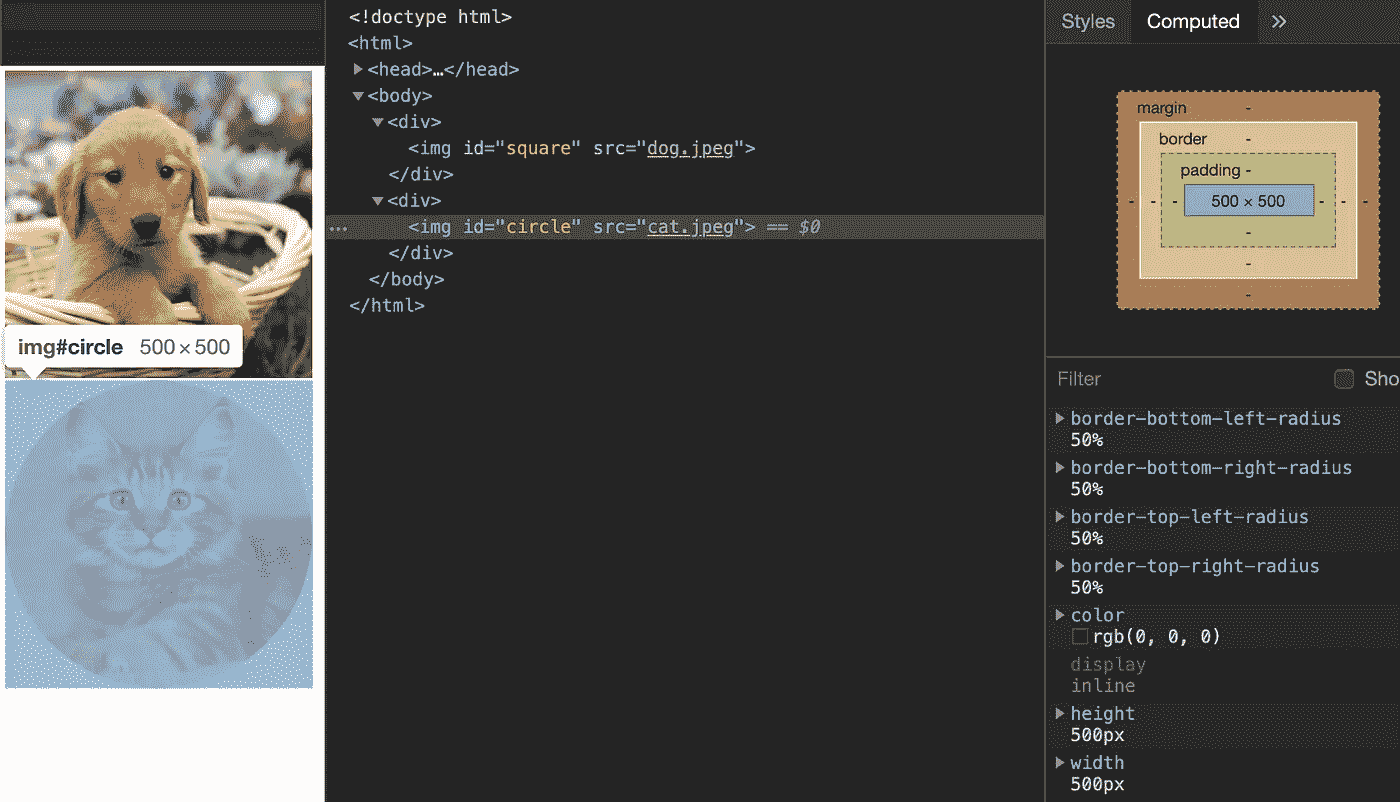 img#circle 500 × 500
<!doctype html>
<html>
<head>…</head>
<body>
<div>
<img id="square" src="dog.jpeg">
</div>
<div>
… <img id="circle" src="cat.jpeg"> == $0
</div>
</body>
</html>
Styles Computed »
margin -
border -
padding -
- - - 500 × 500 - - -
-
-
-
Filter Sho
border-bottom-left-radius
50%
border-bottom-right-radius
50%
border-top-left-radius
50%
border-top-right-radius
50%
color
rgb(0, 0, 0)
display
inline
height
500px
width
500px